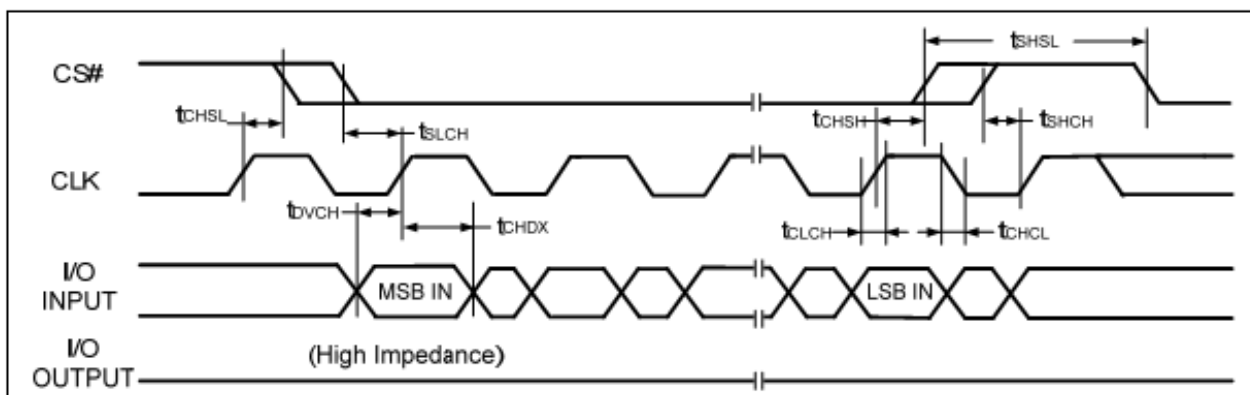 tSHSL
CS#
tCHSL
tSLCH
tCHSH
tSHCH
CLK
tDVCH
tCHDX
tCLCH
tCHCL
I/O
INPUT
MSB IN
LSB IN
I/O
OUTPUT
(High Impedance)